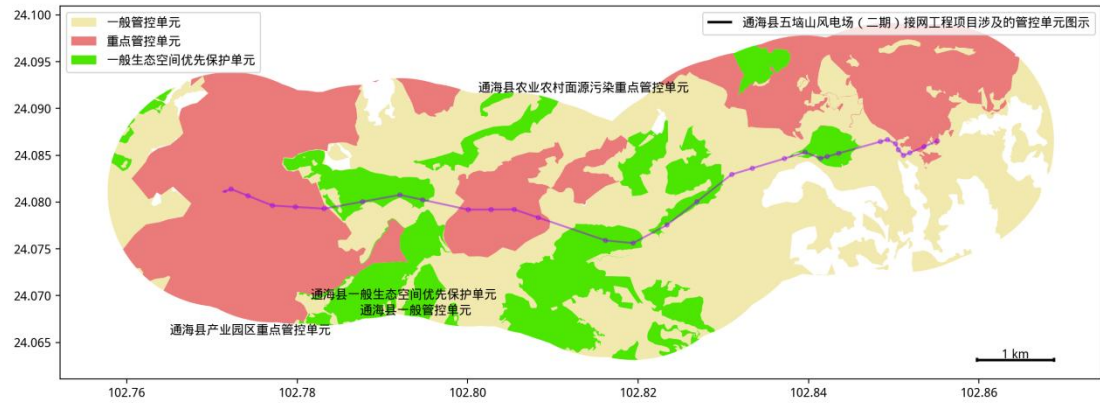 一般管控单元
重点管控单元
一般生态空间优先保护单元
通海县五垴山风电场（二期）接网工程项目涉及的管控单元图示
通海县农业农村面源污染重点管控单元
通海县一般生态空间优先保护单元
通海县一般管控单元
通海县产业园区重点管控单元
1 km
24.100
24.095
24.090
24.085
24.080
24.075
24.070
24.065
102.76
102.78
102.80
102.82
102.84
102.86